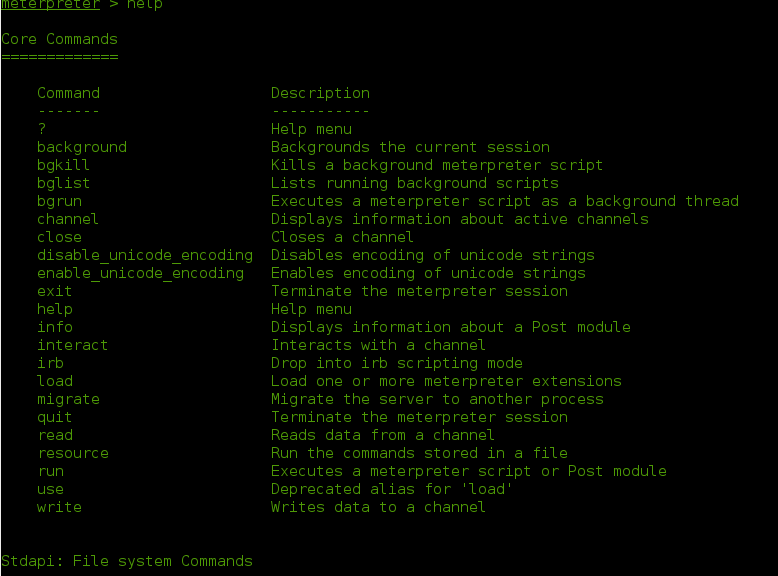 meterpreter > help
Core Commands
=============
Command Description
------- -----------
? Help menu
background Backgrounds the current session
bgkill Kills a background meterpreter script
bglist Lists running background scripts
bgrun Executes a meterpreter script as a background thread
channel Displays information about active channels
close Closes a channel
disable_unicode_encoding Disables encoding of unicode strings
enable_unicode_encoding Enables encoding of unicode strings
exit Terminate the meterpreter session
help Help menu
info Displays information about a Post module
interact Interacts with a channel
irb Drop into irb scripting mode
load Load one or more meterpreter extensions
migrate Migrate the server to another process
quit Terminate the meterpreter session
read Reads data from a channel
resource Run the commands stored in a file
run Executes a meterpreter script or Post module
use Deprecated alias for 'load'
write Writes data to a channel
Stdapi: File system Commands